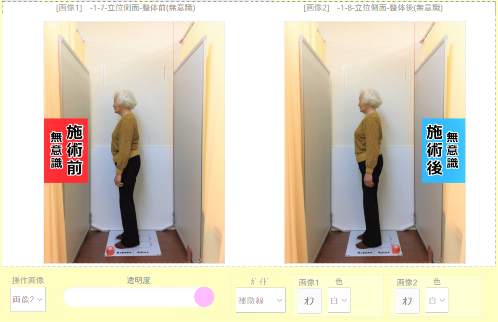 [画像1] -1-7-立位側面-整体前(無意識)
[画像2] -1-8-立位側面-整体後(無意識)
施術前
無意識
無意識
施術後
操作画像
画像2
透明度
ガイド
補助線
画像1
オフ
色
白
画像2
オフ
色
白